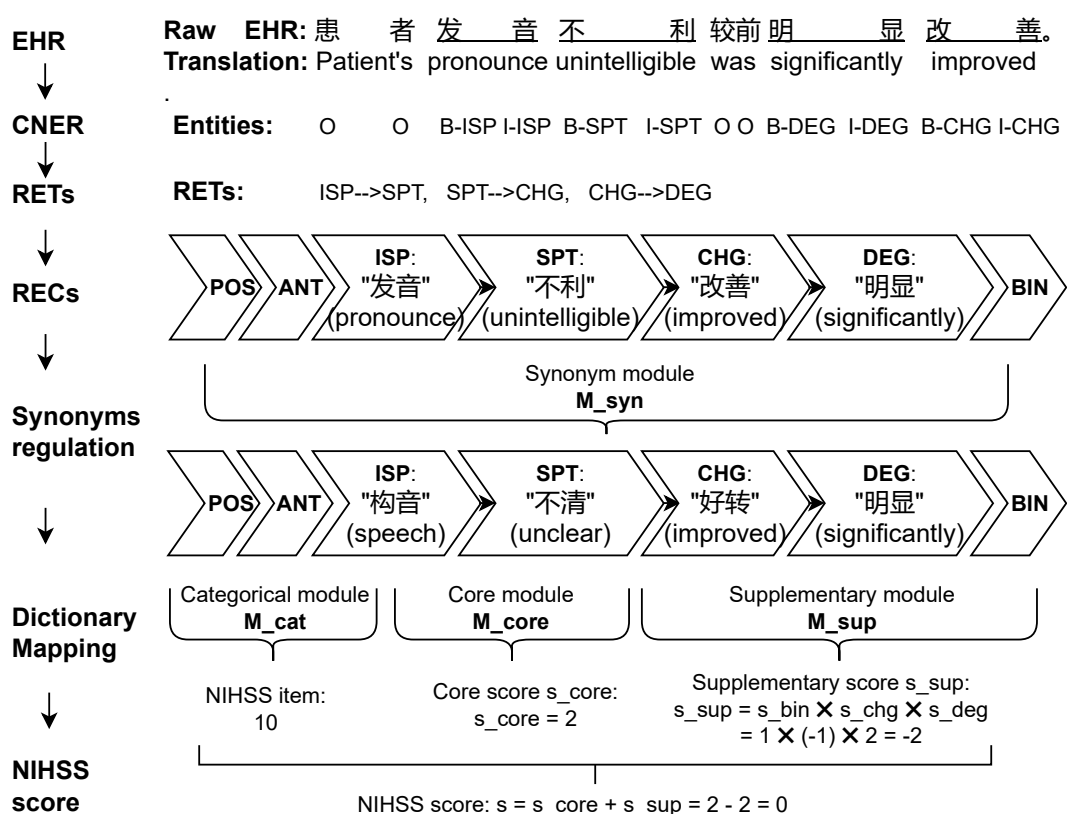 EHR
Raw EHR: 患 者 发 音 不 利 较前 明 显 改 善。
Translation: Patient's pronounce unintelligible was significantly improved
.
CNER
Entities: O O B-ISP I-ISP B-SPT I-SPT O O B-DEG I-DEG B-CHG I-CHG
RETs
RETs: ISP-->SPT, SPT-->CHG, CHG-->DEG
RECs
POS
ANT
ISP:
"发音"
(pronounce)
SPT:
"不利"
(unintelligible)
CHG:
"改善"
(improved)
DEG:
"明显"
(significantly)
BIN
Synonym module
M_syn
Synonyms
regulation
POS
ANT
ISP:
"构音"
(speech)
SPT:
"不清"
(unclear)
CHG:
"好转"
(improved)
DEG:
"明显"
(significantly)
BIN
Dictionary
Mapping
Categorical module
M_cat
Core module
M_core
Supplementary module
M_sup
NIHSS item:
10
Core score s_core:
s_core = 2
Supplementary score s_sup:
s_sup = s_bin × s_chg × s_deg
= 1 × (-1) × 2 = -2
NIHSS
score
NIHSS score: s = s_core + s_sup = 2 - 2 = 0